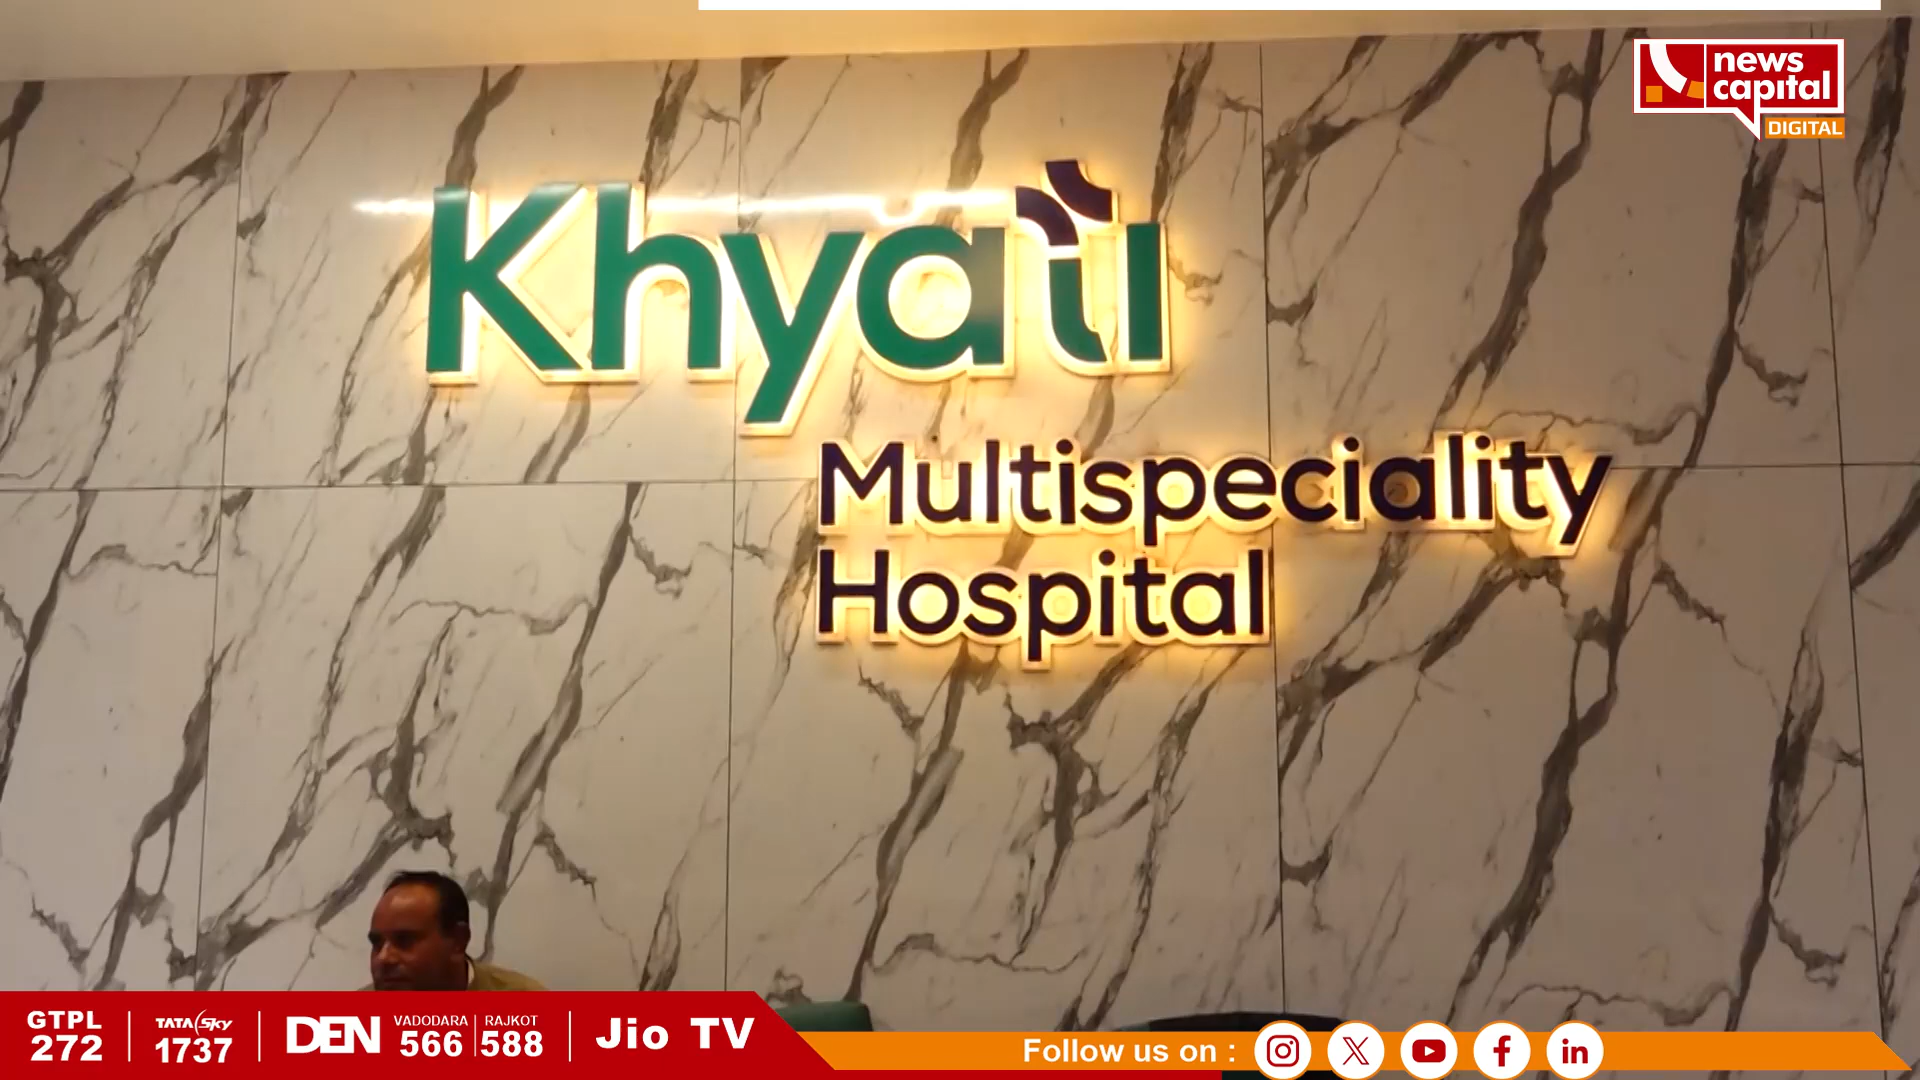 news
capital
DIGITAL
Khyati
Multispeciality
Hospital
GTPL
272
TATA Sky
1737
DEN
VADODARA
566
RAJKOT
588
Jio TV
Follow us on :